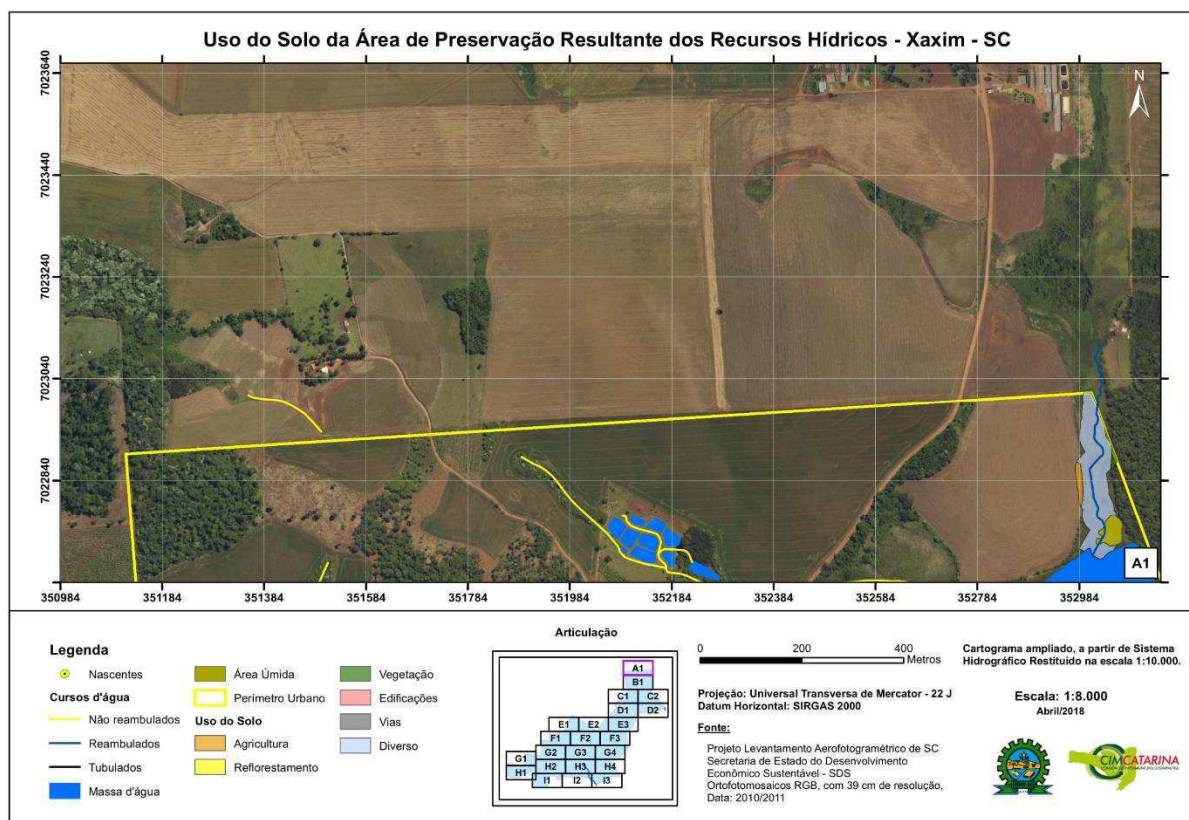 Uso do Solo da Área de Preservação Resultante dos Recursos Hídricos - Xaxim - SC
7023640
7023440
7023240
7023040
7022840
7023640
7023440
7023240
7023040
7022840
N
A1
350984 351184 351384 351584 351784 351984 352184 352384 352584 352784 352984
Legenda
Nascentes
Cursos d'água
Não reambulados
Reambulados
Tubulados
Massa d'água
Área Úmida
Perímetro Urbano
Uso do Solo
Agricultura
Reflorestamento
Vegetação
Edificações
Vias
Diverso
Articulação
A1
B1
C1 C2
D1 D2
E1 E2 E3
F1 F2 F3
G1 G2 G3 G4
H1 H2 H3 H4
I1 I2 I3
0 200 400
Metros
Projeção: Universal Transversa de Mercator - 22 J
Datum Horizontal: SIRGAS 2000
Fonte:
Projeto Levantamento Aerofotogramétrico de SC
Secretaria de Estado do Desenvolvimento
Econômico Sustentável - SDS
Ortofotomosaicos RGB, com 39 cm de resolução,
Data: 2010/2011
Cartograma ampliado, a partir de Sistema
Hidrográfico Restituído na escala 1:10.000.
Escala: 1:8.000
Abril/2018
CIMCATARINA